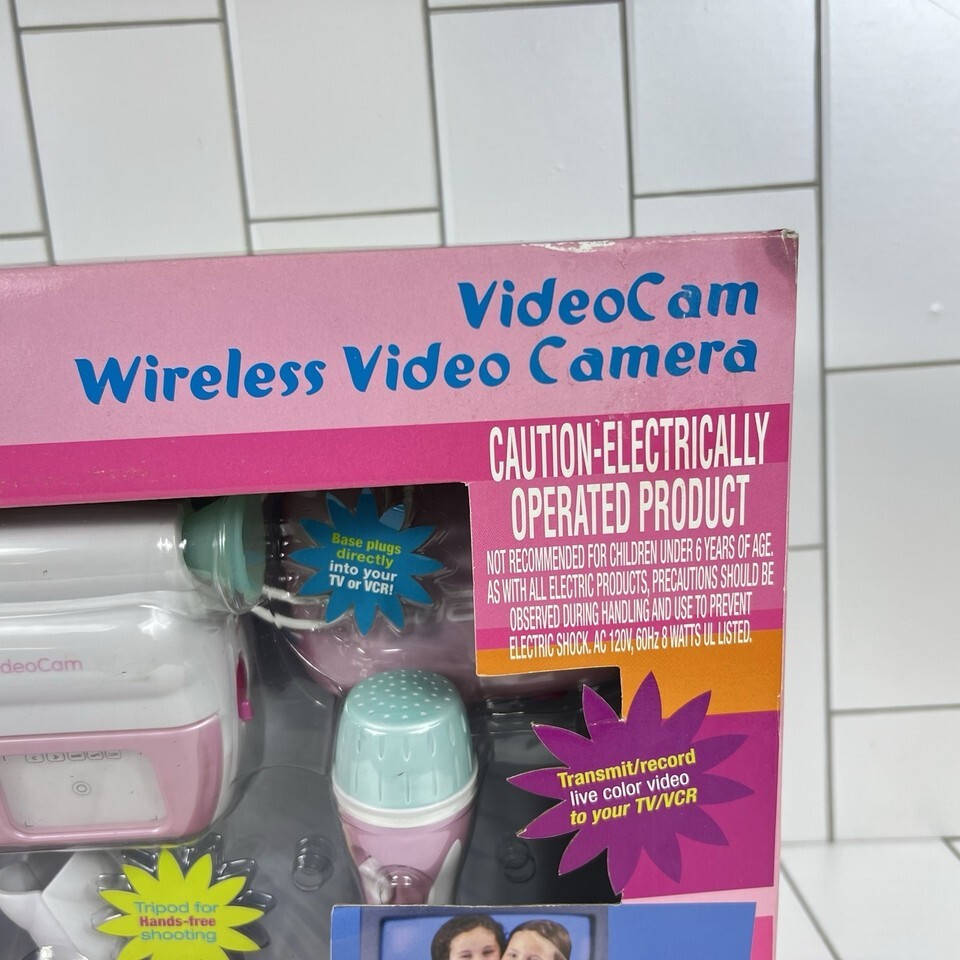 VideoCam
Wireless Video Camera
CAUTION-ELECTRICALLY
OPERATED PRODUCT
NOT RECOMMENDED FOR CHILDREN UNDER 6 YEARS OF AGE.
AS WITH ALL ELECTRIC PRODUCTS, PRECAUTIONS SHOULD BE
OBSERVED DURING HANDLING AND USE TO PREVENT
ELECTRIC SHOCK. AC 120V, 60Hz 8 WATTS UL LISTED.
Base plugs
directly
into your
TV or VCR!
deoCam
Transmit/record
live color video
to your TV/VCR
Tripod for
Hands-free
shooting